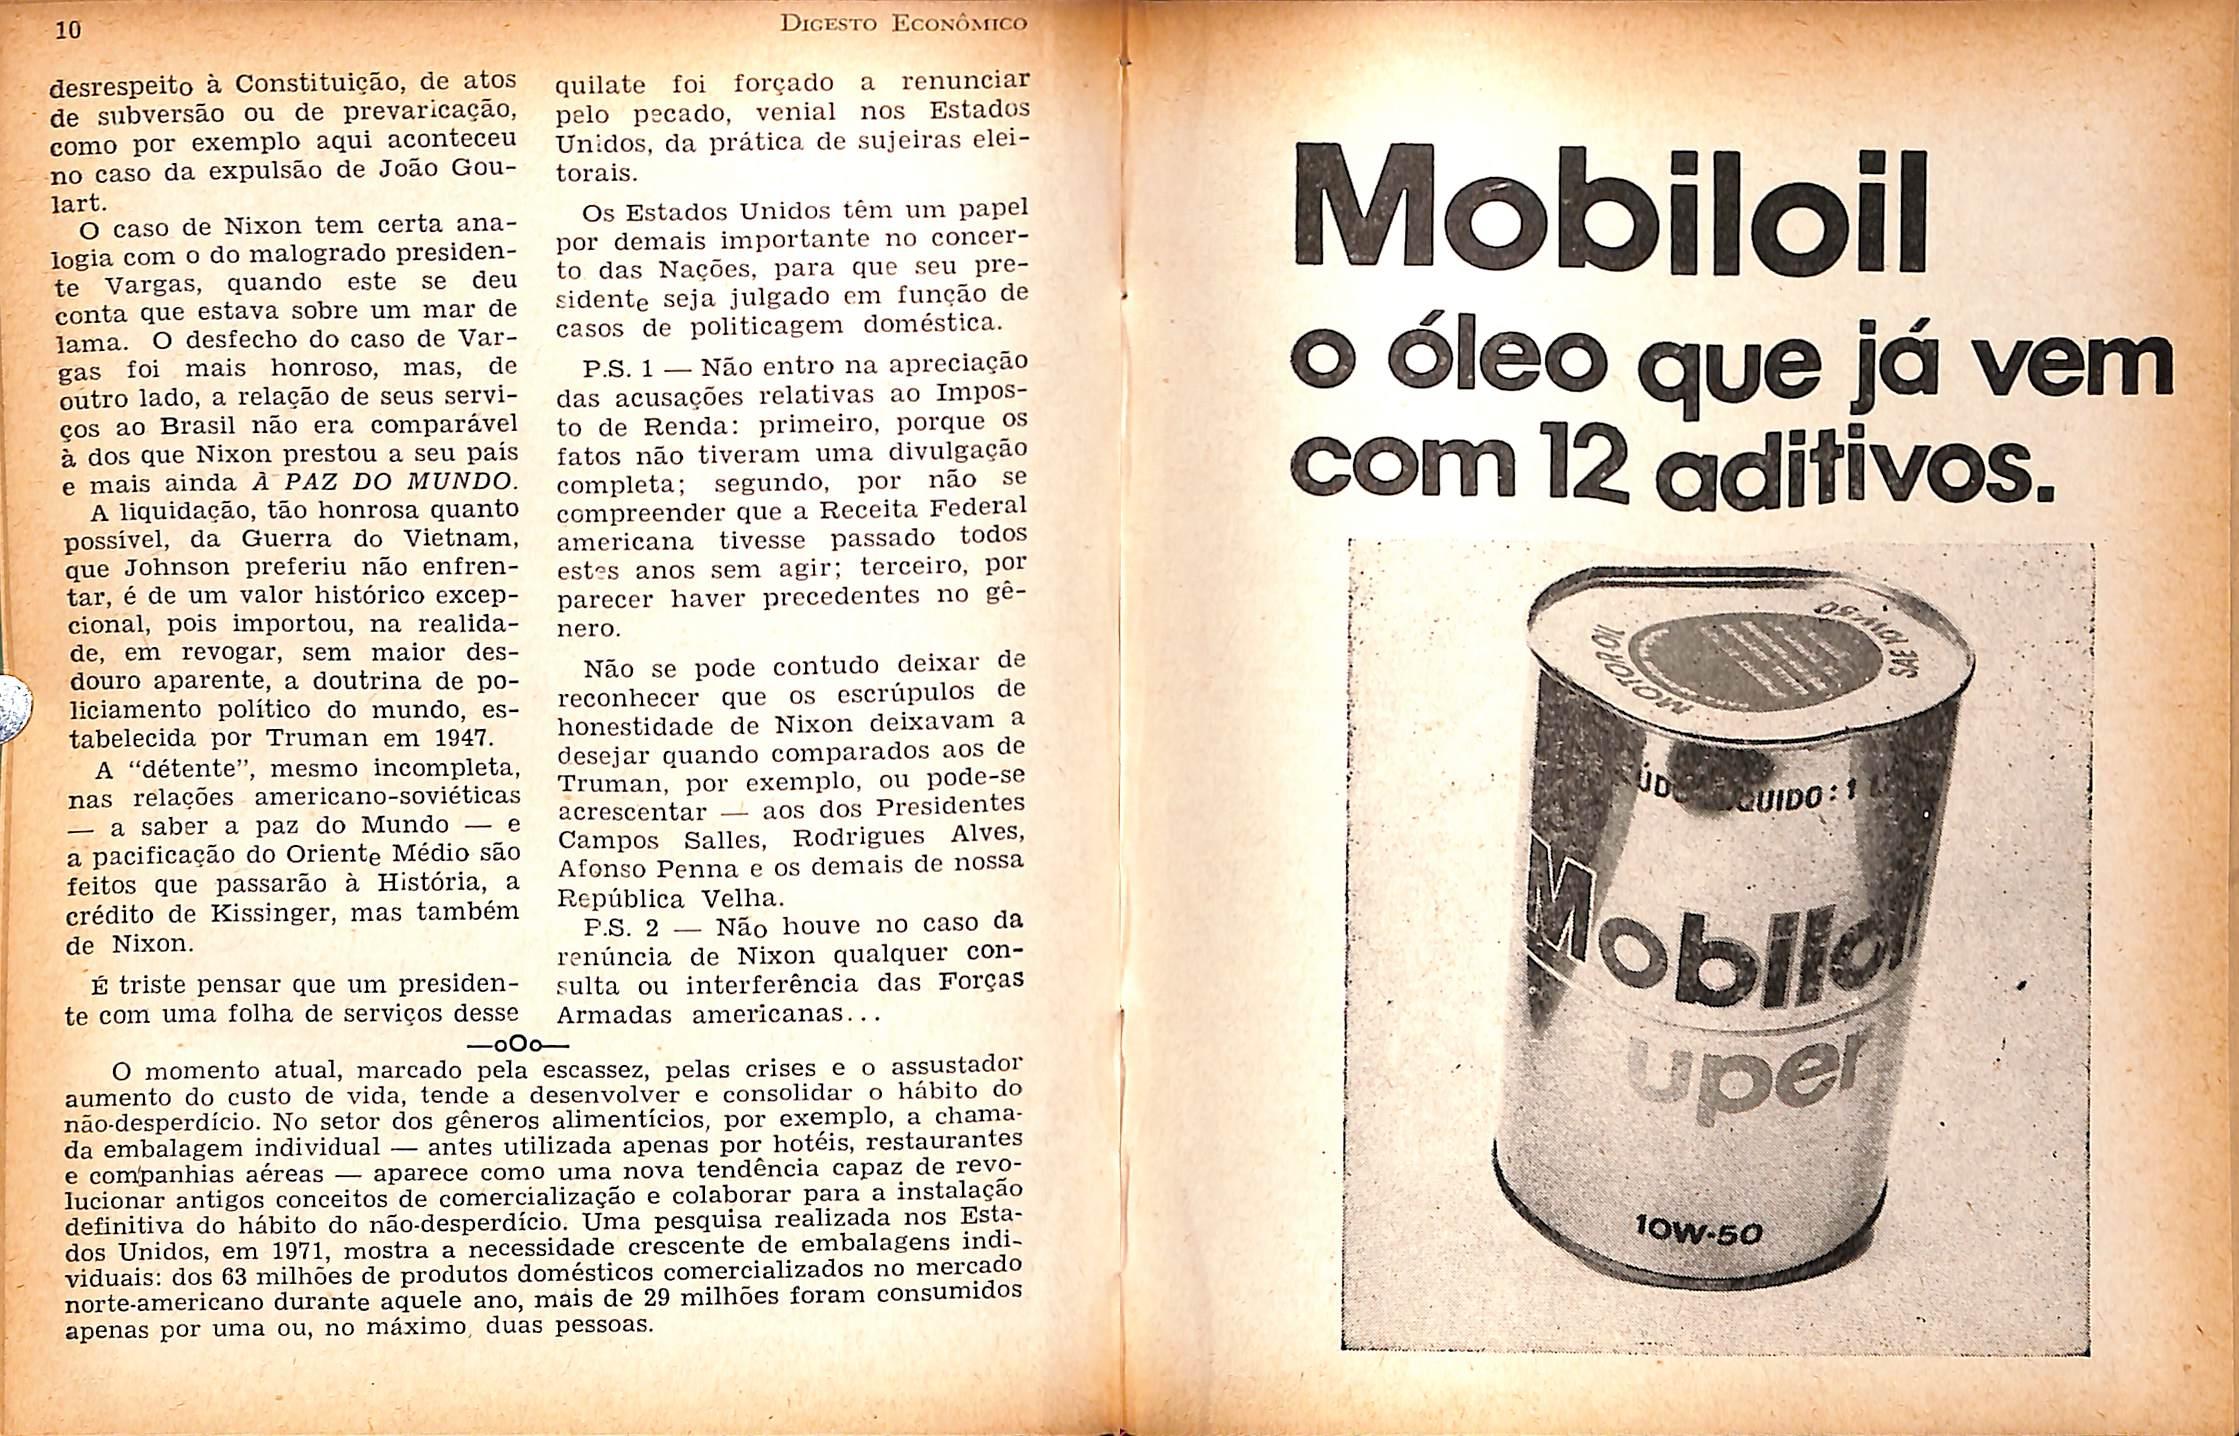 10
DIGESTO ECONÔMICO
desrespeito à Constituição, de atos
de subversão ou de prevaricação,
como por exemplo aqui aconteceu
no caso da expulsão de João Gou-
lart.
O caso de Nixon tem certa ana-
logia com o do malogrado presiden-
te Vargas, quando este se deu
conta que estava sobre um mar de
lama. O desfecho do caso de Var-
gas foi mais honroso, mas, de
outro lado, a relação de seus servi-
ços ao Brasil não era comparável
à dos que Nixon prestou a seu país
e mais ainda À PAZ DO MUNDO.
A liquidação, tão honrosa quanto
possível, da Guerra do Vietnam,
que Johnson preferiu não enfren-
tar, é de um valor histórico excep-
cional, pois importou, na realida-
de, em revogar, sem maior des-
douro aparente, a doutrina de po-
liciamento político do mundo, es-
tabelecida por Truman em 1947.
A “détente”, mesmo incompleta,
nas relações americano-soviéticas
— a saber a paz do Mundo — e
a pacificação do Oriente Médio são
feitos que passarão à História, a
crédito de Kissinger, mas também
de Nixon.
É triste pensar que um presiden-
te com uma folha de serviços desse
quilate foi forçado a renunciar
pelo pecado, venial nos Estados
Unidos, da prática de sujeiras elei-
torais.
Os Estados Unidos têm um papel
por demais importante no concer-
to das Nações, para que seu pre-
sidente seja julgado em função de
casos de politicagem doméstica.
P.S. 1 — Não entro na apreciação
das acusações relativas ao Impos-
to de Renda: primeiro, porque os
fatos não tiveram uma divulgação
completa; segundo, por não se
compreender que a Receita Federal
americana tivesse passado todos
estes anos sem agir; terceiro, por
parecer haver precedentes no gê-
nero.
Não se pode contudo deixar de
reconhecer que os escrúpulos de
honestidade de Nixon deixavam a
desejar quando comparados aos de
Truman, por exemplo, ou pode-se
acrescentar — aos dos Presidentes
Campos Salles, Rodrigues Alves,
Afonso Penna e os demais de nossa
República Velha.
P.S. 2 — Não houve no caso da
renúncia de Nixon qualquer con-
sulta ou interferência das Forças
Armadas americanas...
—oOo—
O momento atual, marcado pela escassez, pelas crises e o assustador
aumento do custo de vida, tende a desenvolver e consolidar o hábito do
não-desperdício. No setor dos gêneros alimentícios, por exemplo, a chama-
da embalagem individual — antes utilizada apenas por hotéis, restaurantes
e companhias aéreas — aparece como uma nova tendência capaz de revo-
lucionar antigos conceitos de comercialização e colaborar para a instalação
definitiva do hábito do não-desperdício. Uma pesquisa realizada nos Esta-
dos Unidos, em 1971, mostra a necessidade crescente de embalagens indi-
viduais: dos 63 milhões de produtos domésticos comercializados no mercado
norte-americano durante aquele ano, mais de 29 milhões foram consumidos
apenas por uma ou, no máximo, duas pessoas.
Mobiloil
o óleo que já vem
com 12 aditivos.
MOTOR OIL
SAE 10W-50
QUIDO: 1
Mobiloil
uper
10W-50